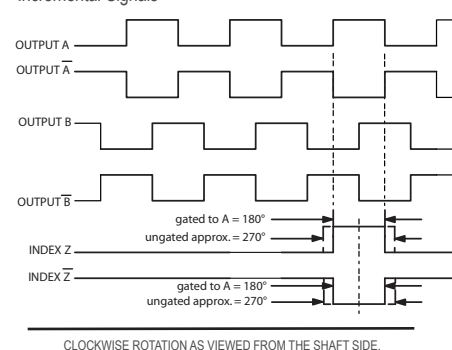 Incremental Signals
OUTPUT A
OUTPUT A̅
OUTPUT B
OUTPUT B̅
gated to A = 180°
ungated approx. = 270°
INDEX Z
INDEX Z̅
gated to A = 180°
ungated approx. = 270°
CLOCKWISE ROTATION AS VIEWED FROM THE SHAFT SIDE.